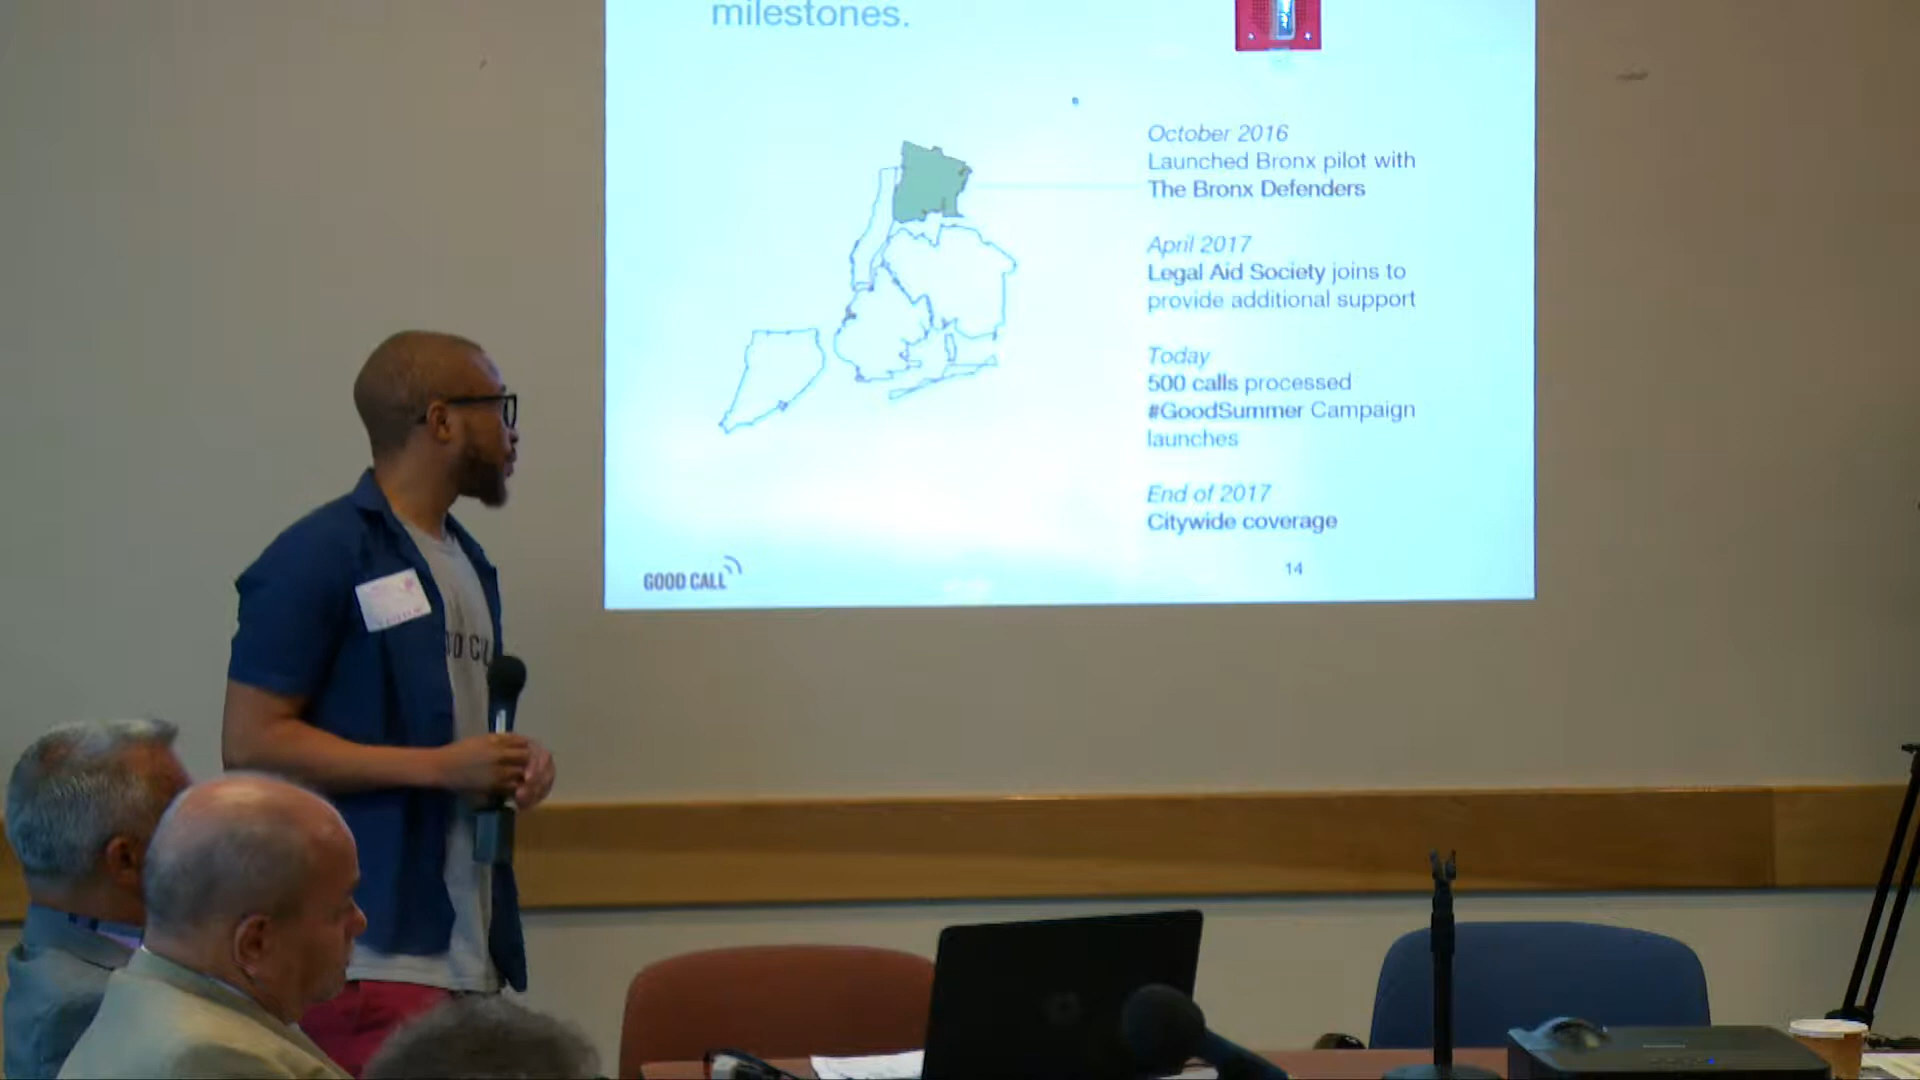 milestones.
October 2016
Launched Bronx pilot with
The Bronx Defenders
April 2017
Legal Aid Society joins to
provide additional support
Today
500 calls processed
#GoodSummer Campaign
launches
End of 2017
Citywide coverage
GOOD CALL
14